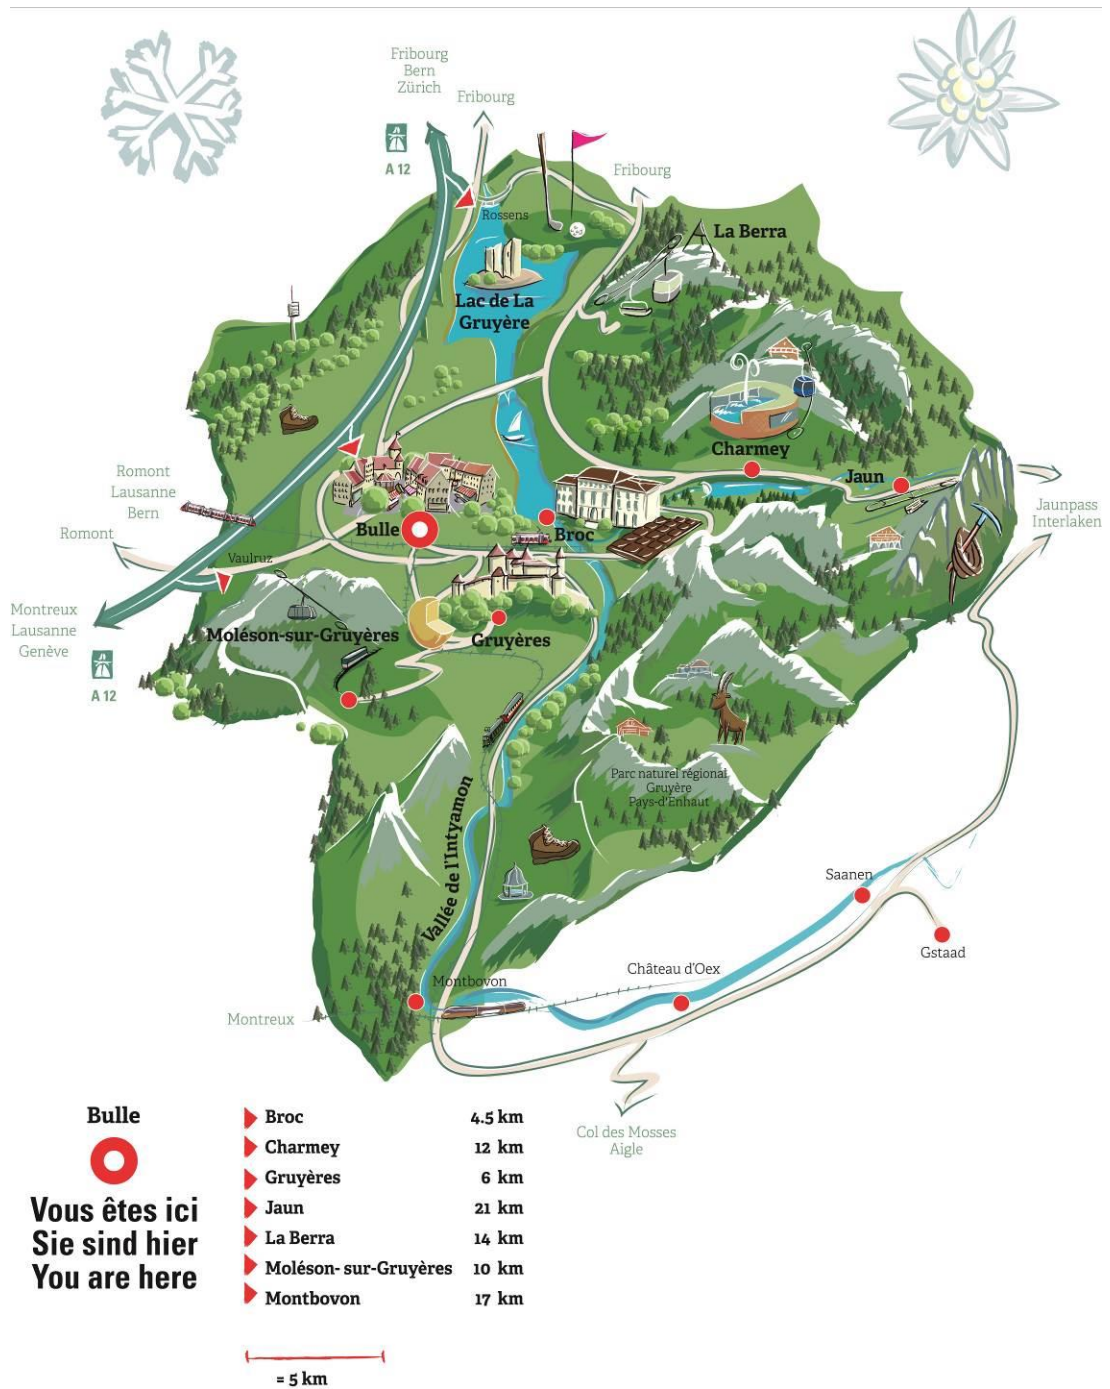 Fribourg
Bern
Zürich
Fribourg
A 12
Fribourg
Rossens
La Berra
Lac de La
Gruyère
Charmey
Jaun
Romont
Lausanne
Bern
Jaunpass
Interlaken
Bulle
Broc
Romont
Vaulruz
Montreux
Lausanne
Genève
A 12
Moléson-sur-Gruyères
Gruyères
Parc naturel régional
Gruyère
Pays-d'Enhaut
Vallée de l'Intyamon
Saanen
Gstaad
Château d'Oex
Montbovon
Montreux
Col des Mosses
Aigle
Bulle
Vous êtes ici
Sie sind hier
You are here
Broc 4.5 km
Charmey 12 km
Gruyères 6 km
Jaun 21 km
La Berra 14 km
Moléson- sur-Gruyères 10 km
Montbovon 17 km
= 5 km